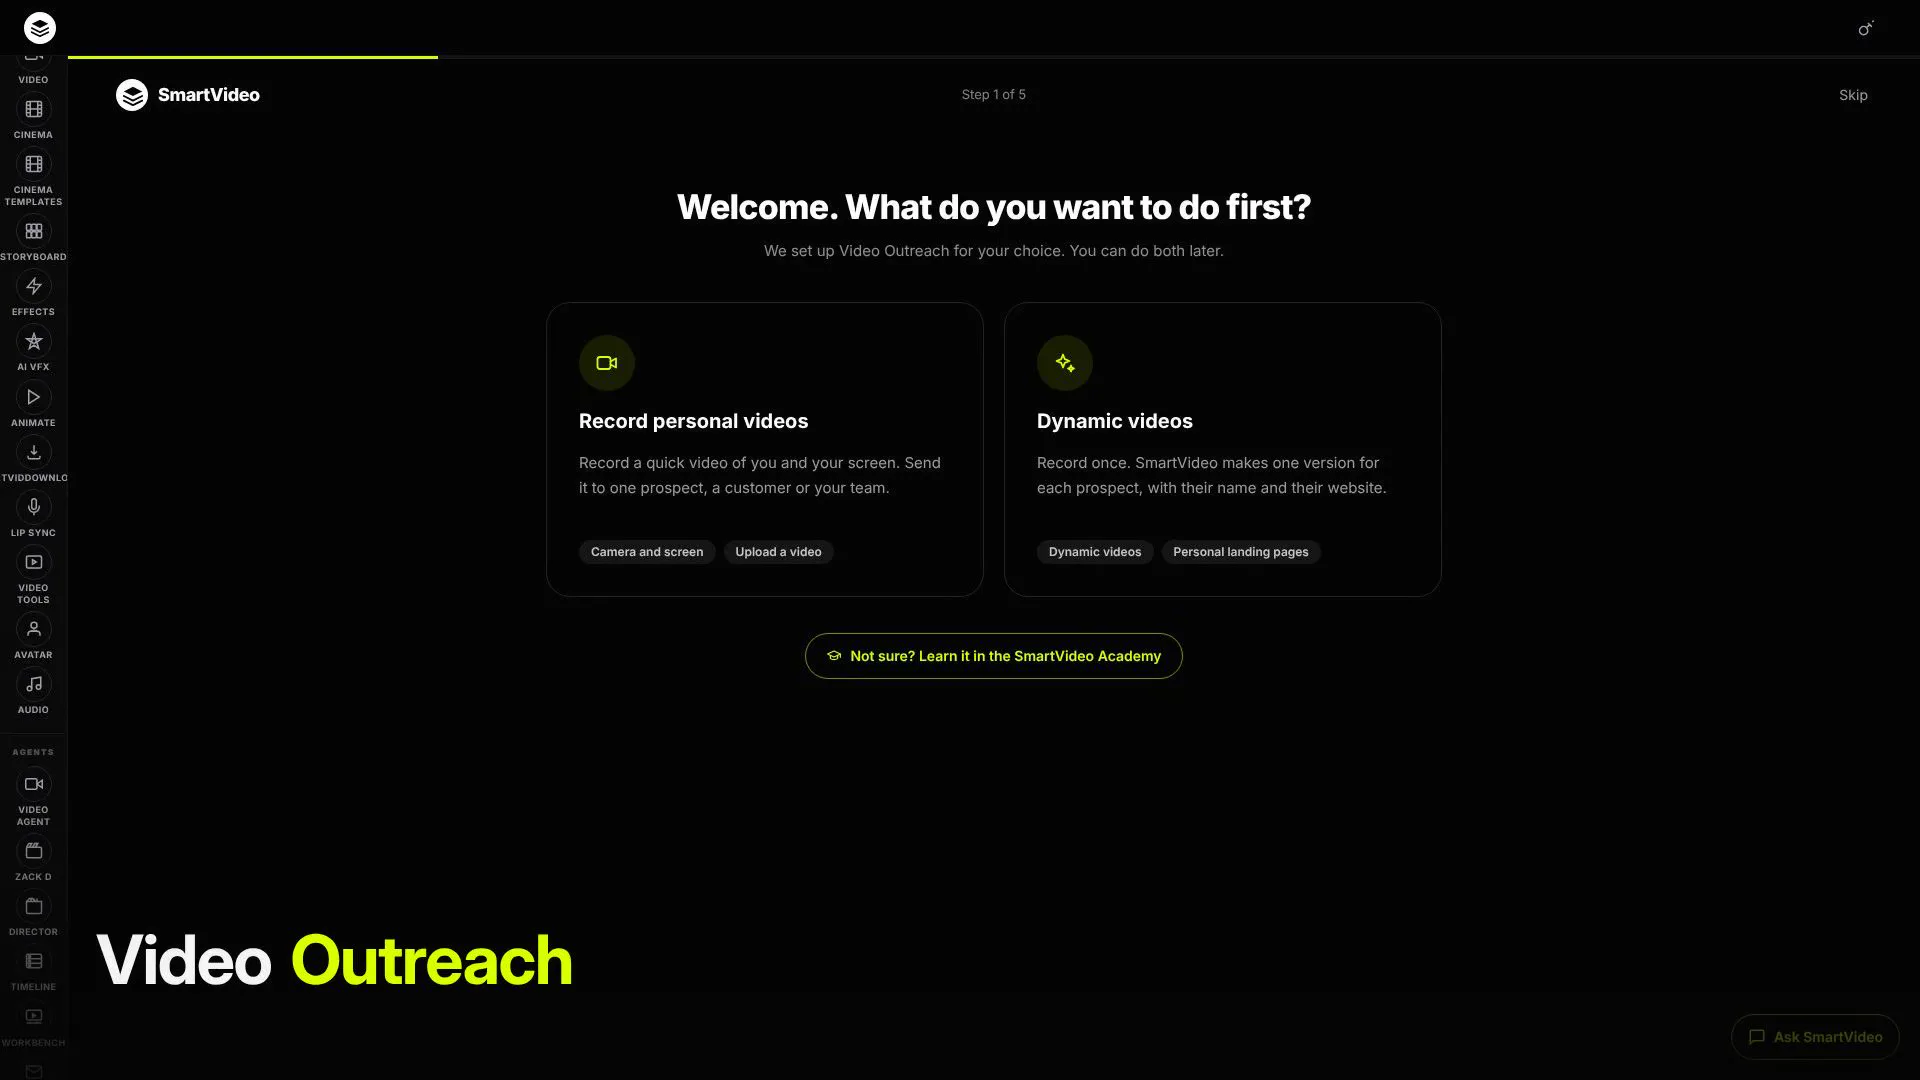 VIDEO
CINEMA
CINEMA
TEMPLATES
STORYBOARD
EFFECTS
AI VFX
ANIMATE
TVIDDOWNLO
LIP SYNC
VIDEO
TOOLS
AVATAR
AUDIO
AGENTS
VIDEO
AGENT
ZACK D
DIRECTOR
TIMELINE
WORKBENCH
SmartVideo
Step 1 of 5
Skip
Welcome. What do you want to do first?
We set up Video Outreach for your choice. You can do both later.
Record personal videos
Record a quick video of you and your screen. Send
it to one prospect, a customer or your team.
Camera and screen
Upload a video
Dynamic videos
Record once. SmartVideo makes one version for
each prospect, with their name and their website.
Dynamic videos
Personal landing pages
Not sure? Learn it in the SmartVideo Academy
Video Outreach
Ask SmartVideo